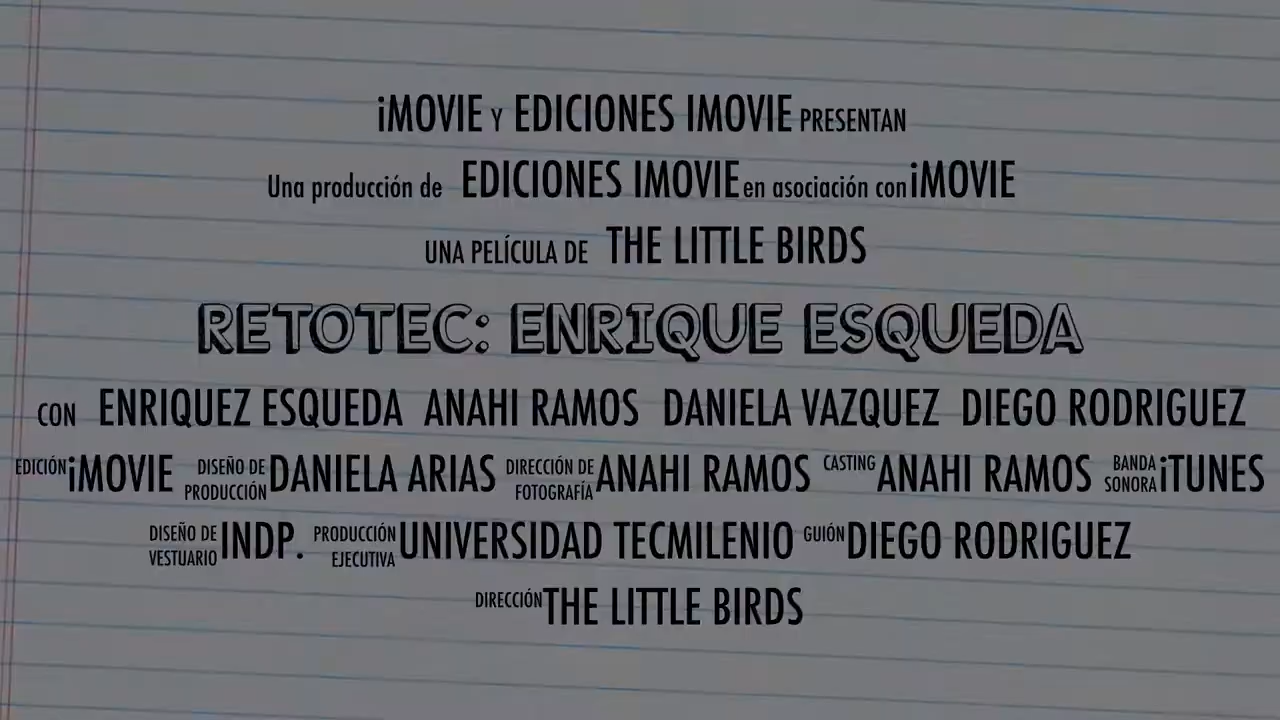 iMOVIE Y EDICIONES IMOVIE PRESENTAN
Una producción de EDICIONES IMOVIE en asociación con iMOVIE
UNA PELÍCULA DE THE LITTLE BIRDS
RETOTEC: ENRIQUE ESQUEDA
CON ENRIQUEZ ESQUEDA ANAHI RAMOS DANIELA VAZQUEZ DIEGO RODRIGUEZ
EDICIÓN iMOVIE DISEÑO DE PRODUCCIÓN DANIELA ARIAS DIRECCIÓN DE FOTOGRAFÍA ANAHI RAMOS CASTING ANAHI RAMOS BANDA SONORA iTUNES
DISEÑO DE VESTUARIO INDP. PRODUCCIÓN EJECUTIVA UNIVERSIDAD TECMILENIO GUIÓN DIEGO RODRIGUEZ
DIRECCIÓN THE LITTLE BIRDS